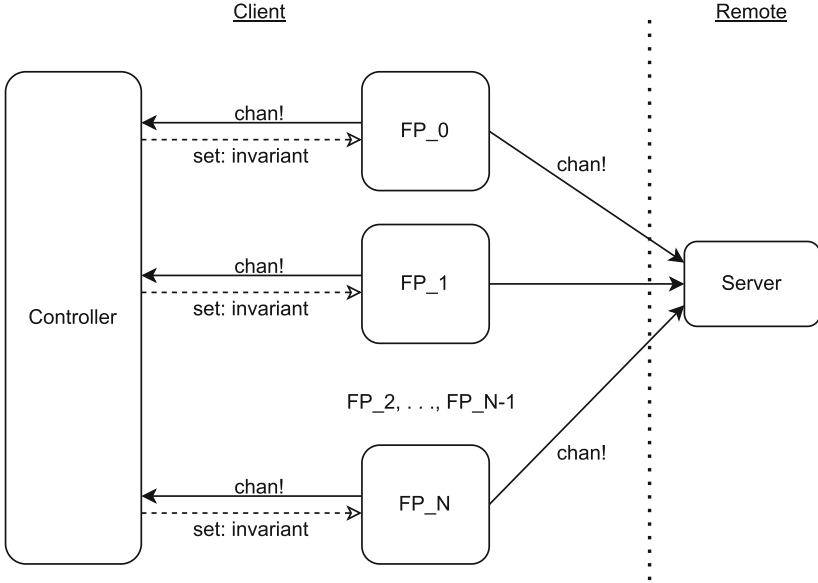 Client
Remote
chan!
FP_0
set: invariant
chan!
chan!
FP_1
Server
set: invariant
Controller
FP_2, . . ., FP_N-1
chan!
chan!
FP_N
set: invariant